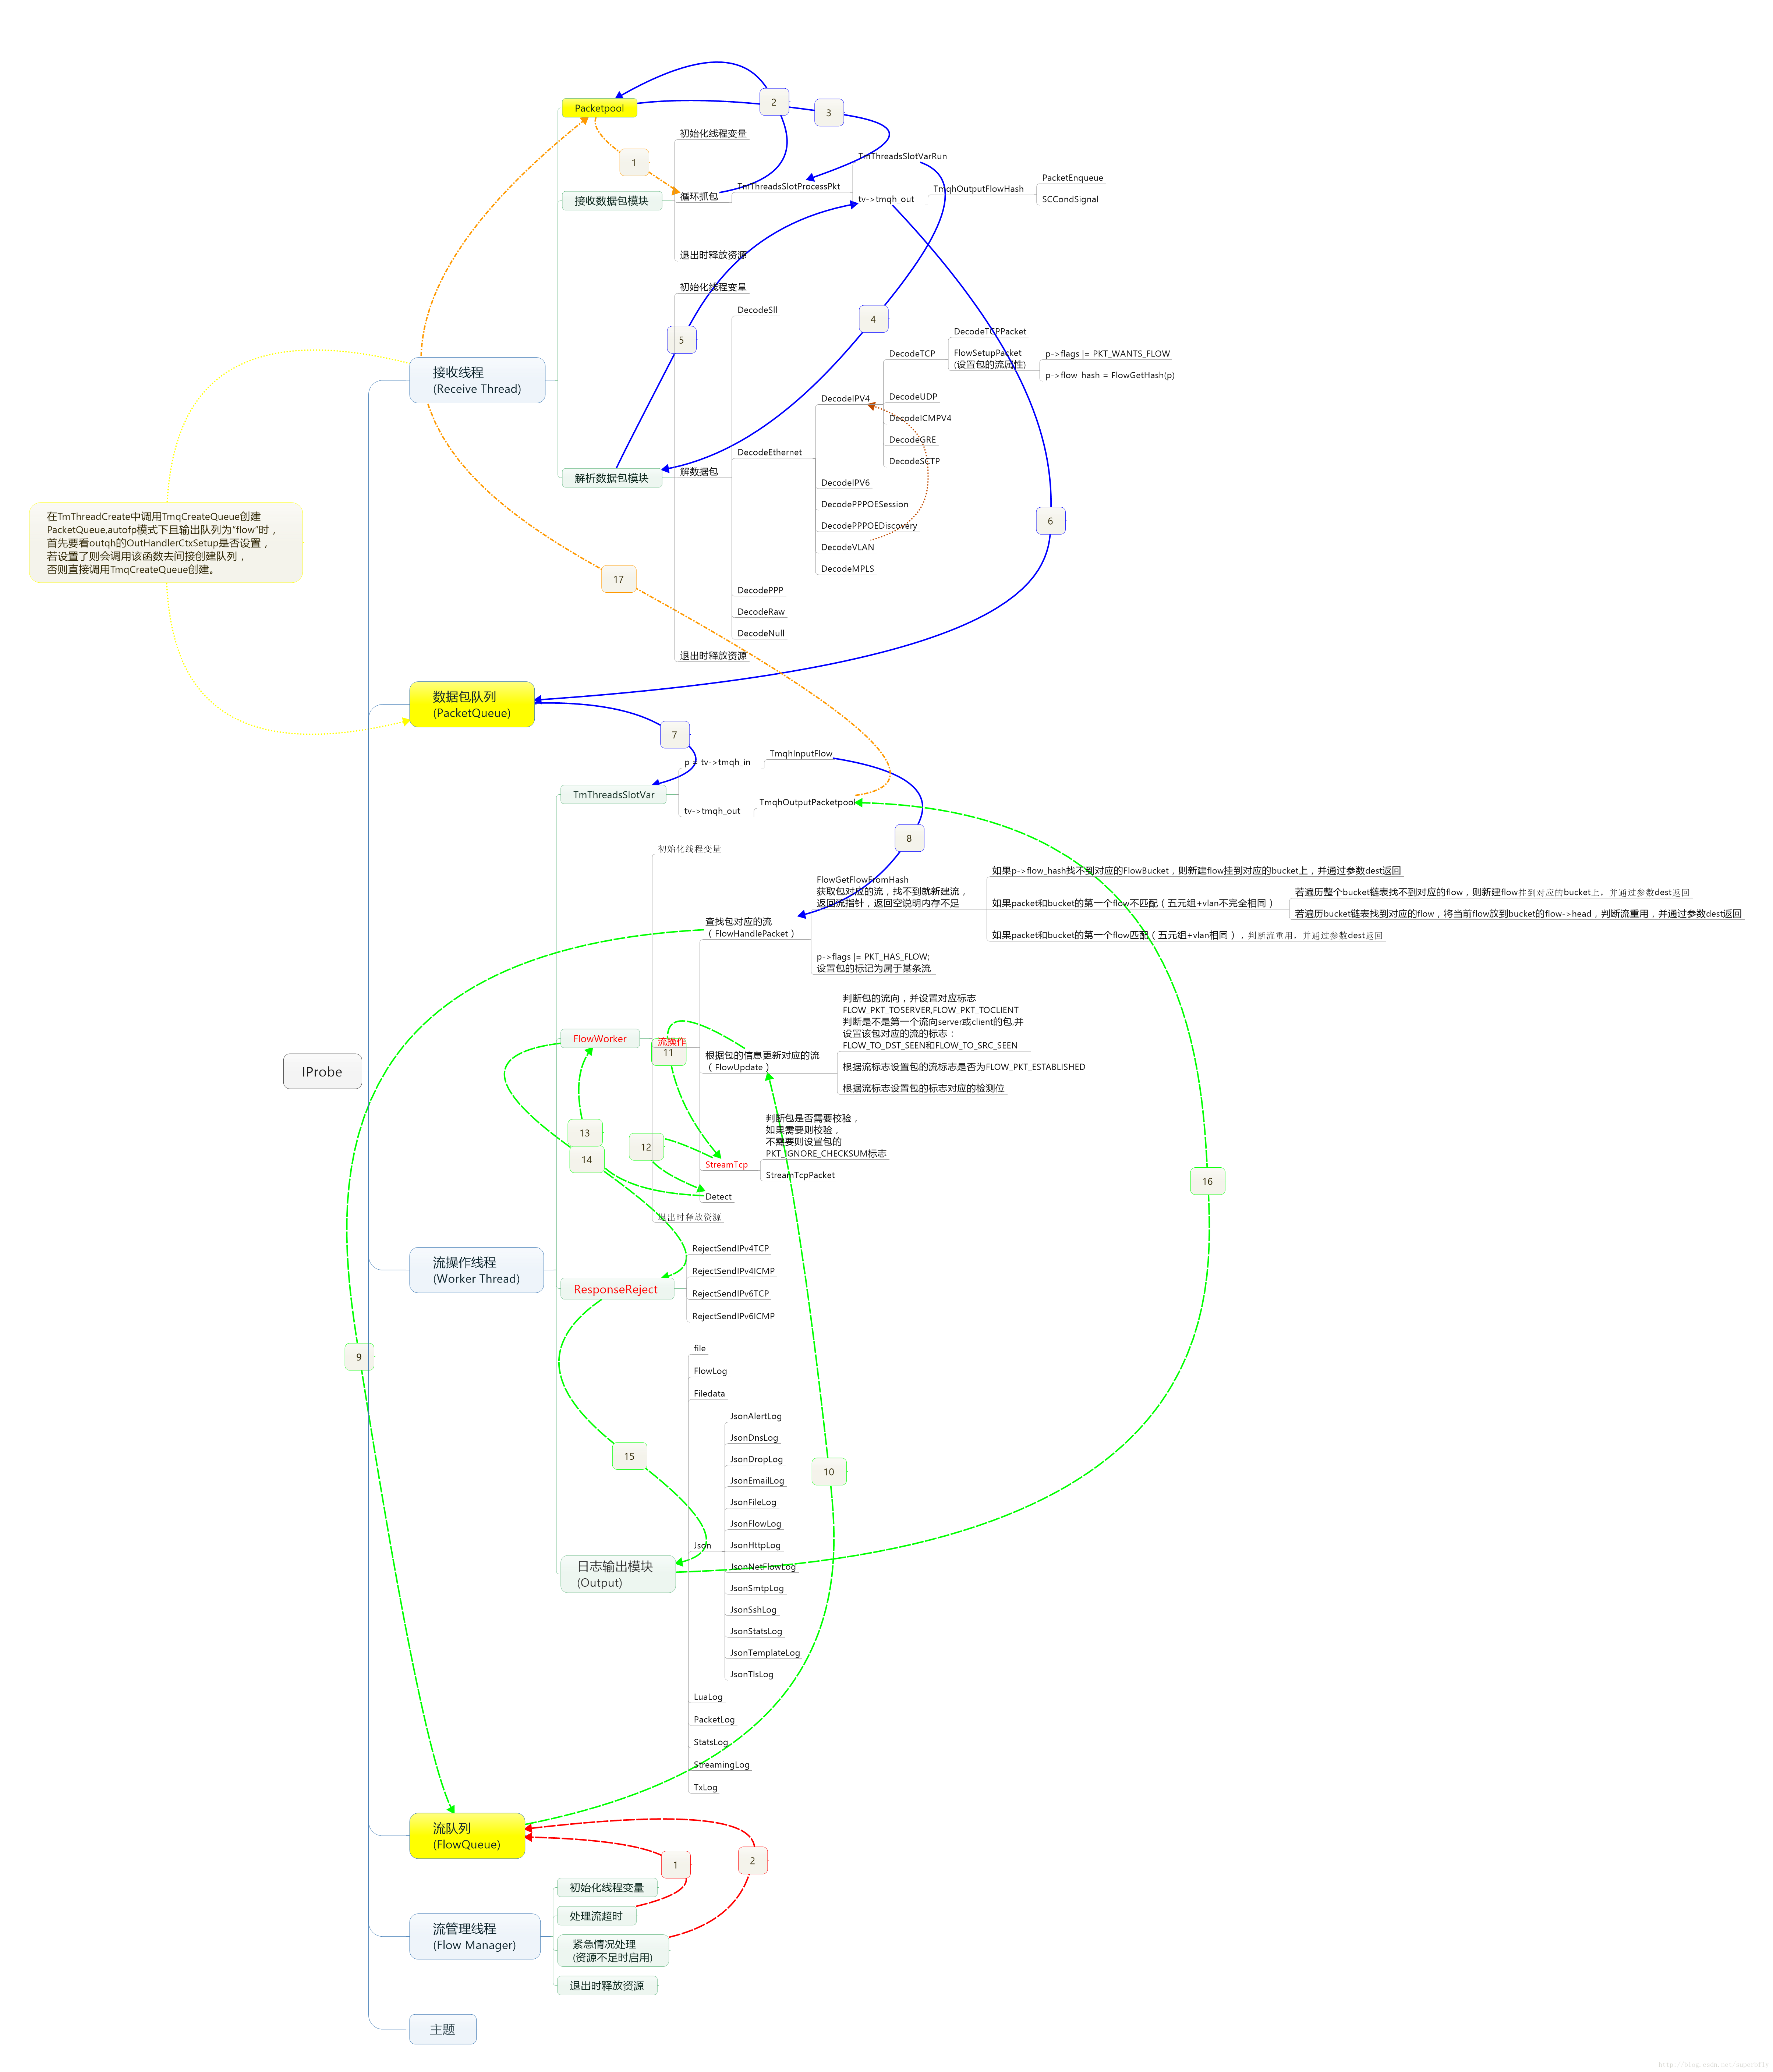 Packetpool
2
3
初始化线程变量
1
TmThreadsSlotVarRun
循环抓包
TmThreadsSlotProcessPkt
接收数据包模块
tv->tmqh_out
TmqhOutputFlowHash
PacketEnqueue
SCCondSignal
退出时释放资源
初始化线程变量
DecodeSll
4
5
DecodeTCPPacket
DecodeTCP
FlowSetupPacket
(设置包的流属性)
p->flags |= PKT_WANTS_FLOW
p->flow_hash = FlowGetHash(p)
接收线程
(Receive Thread)
DecodeIPV4
DecodeUDP
DecodeICMPV4
DecodeGRE
DecodeSCTP
DecodeEthernet
解析数据包模块
解数据包
DecodeIPV6
DecodePPPOESession
DecodePPPOEDiscovery
DecodeVLAN
DecodeMPLS
6
在TmThreadCreate中调用TmqCreateQueue创建
PacketQueue,autofp模式下且输出队列为“flow”时，
首先要看outqh的OutHandlerCtxSetup是否设置，
若设置了则会调用该函数去间接创建队列，
否则直接调用TmqCreateQueue创建。
17
DecodePPP
DecodeRaw
DecodeNull
退出时释放资源
数据包队列
(PacketQueue)
7
p = tv->tmqh_in
TmqhInputFlow
TmThreadsSlotVar
tv->tmqh_out
TmqhOutputPacketpool
8
初始化线程变量
FlowGetFlowFromHash
获取包对应的流，找不到就新建流，
返回流指针，返回空说明内存不足
如果p->flow_hash找不到对应的FlowBucket，则新建flow挂到对应的bucket上，并通过参数dest返回
如果packet和bucket的第一个flow不匹配（五元组+vlan不完全相同）
若遍历整个bucket链表找不到对应的flow，则新建flow挂到对应的bucket上，并通过参数dest返回
若遍历bucket链表找到对应的flow，将当前flow放到bucket的flow->head，判断流重用，并通过参数dest返回
如果packet和bucket的第一个flow匹配（五元组+vlan相同），判断流重用，并通过参数dest返回
查找包对应的流
（FlowHandlePacket）
p->flags |= PKT_HAS_FLOW;
设置包的标记为属于某条流
判断包的流向，并设置对应标志
FLOW_PKT_TOSERVER,FLOW_PKT_TOCLIENT
判断是不是第一个流向server或client的包,并
设置该包对应的流的标志：
FLOW_TO_DST_SEEN和FLOW_TO_SRC_SEEN
FlowWorker
流操作
11
根据包的信息更新对应的流
（FlowUpdate）
根据流标志设置包的流标志是否为FLOW_PKT_ESTABLISHED
根据流标志设置包的标志对应的检测位
IProbe
13
14
12
判断包是否需要校验，
如果需要则校验，
不需要则设置包的
PKT_IGNORE_CHECKSUM标志
StreamTcp
StreamTcpPacket
16
Detect
退出时释放资源
流操作线程
(Worker Thread)
RejectSendIPv4TCP
RejectSendIPv4ICMP
ResponseReject
RejectSendIPv6TCP
RejectSendIPv6ICMP
9
file
FlowLog
Filedata
15
10
JsonAlertLog
JsonDnsLog
JsonDropLog
JsonEmailLog
JsonFileLog
JsonFlowLog
Json
JsonHttpLog
JsonNetFlowLog
JsonSmtpLog
JsonSshLog
JsonStatsLog
JsonTemplateLog
JsonTlsLog
日志输出模块
(Output)
LuaLog
PacketLog
StatsLog
StreamingLog
TxLog
流队列
(FlowQueue)
1
2
初始化线程变量
处理流超时
流管理线程
(Flow Manager)
紧急情况处理
(资源不足时启用)
退出时释放资源
主题